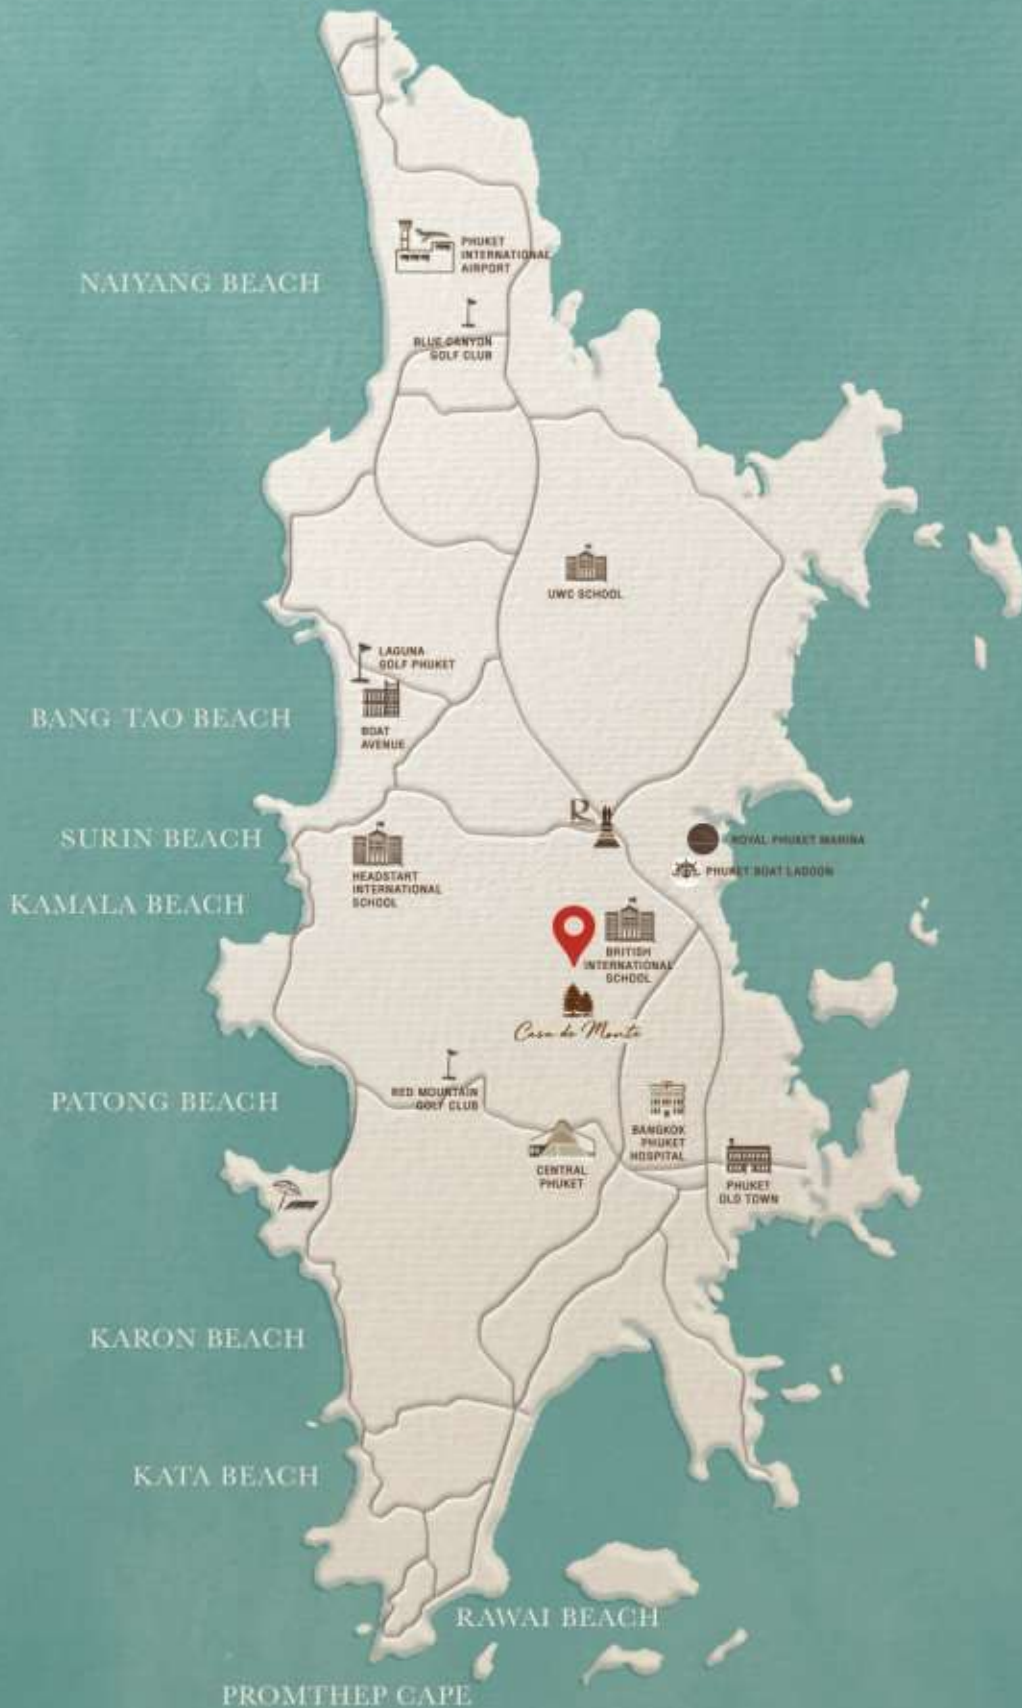 PHUKET
INTERNATIONAL
AIRPORT
NAIYANG BEACH
BLUE CANYON
GOLF CLUB
UWC SCHOOL
LAGUNA
GOLF PHUKET
BANG TAO BEACH
BOAT
AVENUE
R
SURIN BEACH
ROYAL PHUKET MARINA
PHUKET BOAT LAGOON
HEADSTART
INTERNATIONAL
SCHOOL
KAMALA BEACH
BRITISH
INTERNATIONAL
SCHOOL
Casa de Monte
RED MOUNTAIN
GOLF CLUB
PATONG BEACH
BANGKOK
PHUKET
HOSPITAL
CENTRAL
PHUKET
PHUKET
OLD TOWN
KARON BEACH
KATA BEACH
RAWAI BEACH
PROMTHEP CAPE